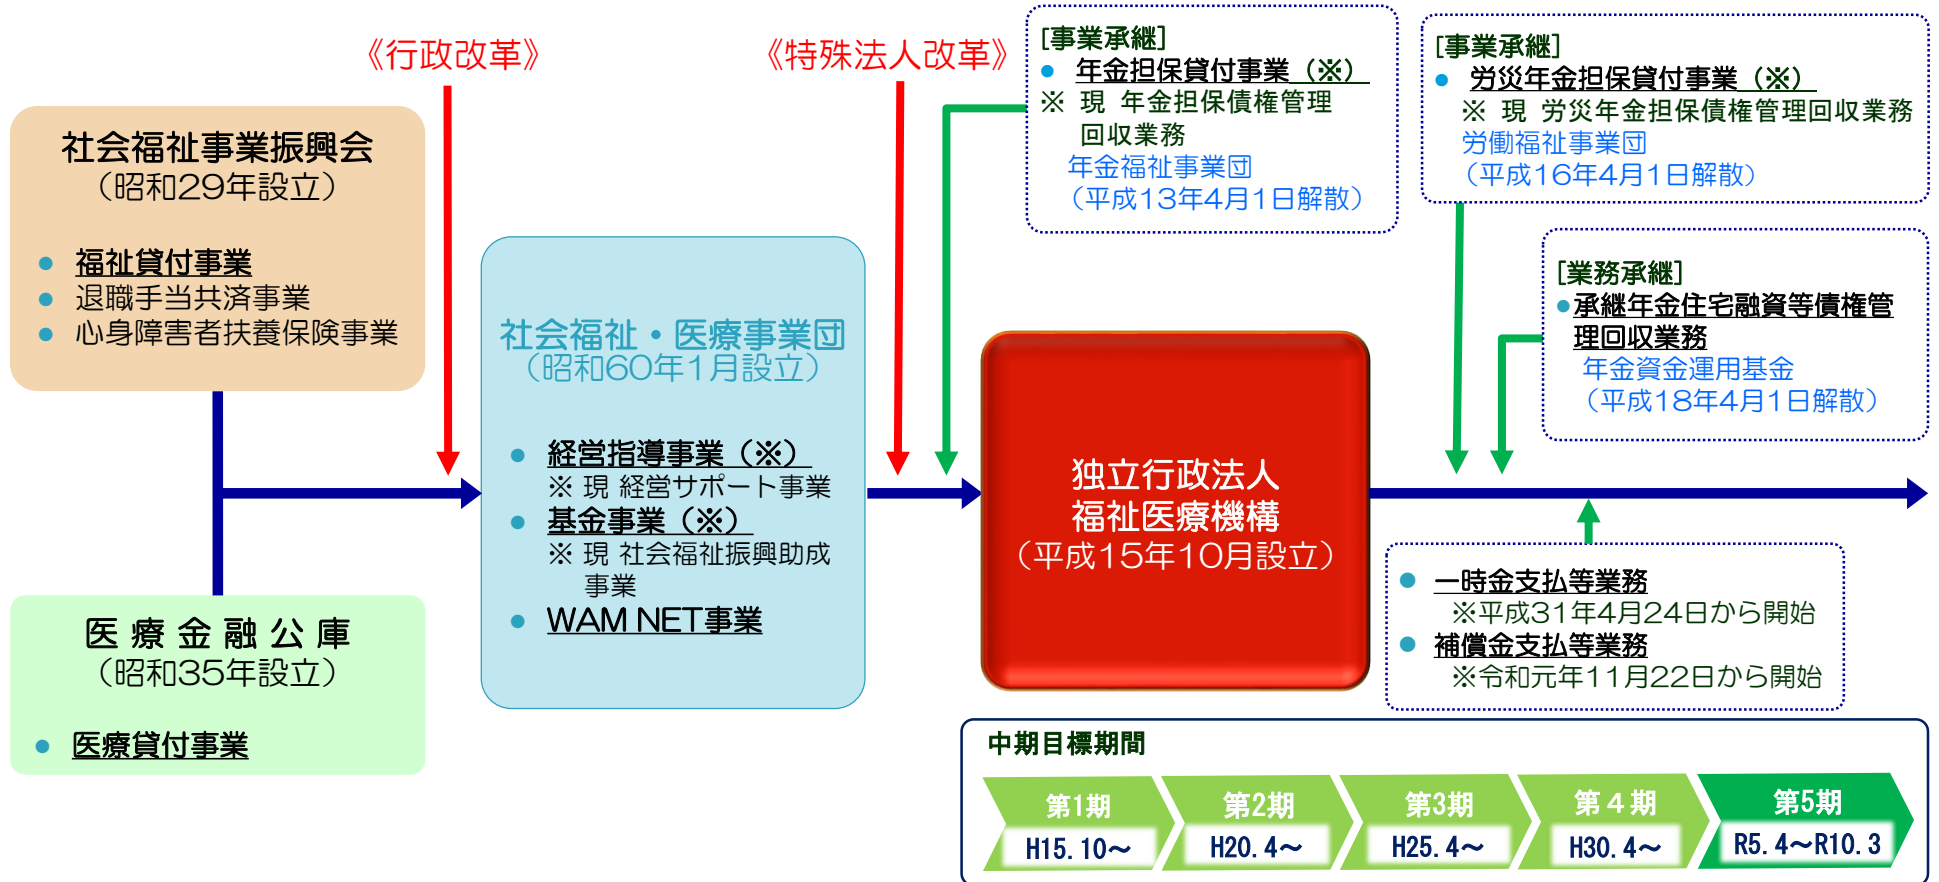 《行政改革》
《特殊法人改革》
社会福祉事業振興会
（昭和29年設立）
● 福祉貸付事業
● 退職手当共済事業
● 心身障害者扶養保険事業
医療金融公庫
（昭和35年設立）
● 医療貸付事業
社会福祉・医療事業団
（昭和60年1月設立）
● 経営指導事業（※）
※ 現 経営サポート事業
● 基金事業（※）
※ 現 社会福祉振興助成
事業
● WAM NET事業
[事業承継]
● 年金担保貸付事業（※）
※ 現 年金担保債権管理
回収業務
年金福祉事業団
（平成13年4月1日解散）
独立行政法人
福祉医療機構
（平成15年10月設立）
[事業承継]
● 労災年金担保貸付事業（※）
※ 現 労災年金担保債権管理回収業務
労働福祉事業団
（平成16年4月1日解散）
[業務承継]
●承継年金住宅融資等債権管
理回収業務
年金資金運用基金
（平成18年4月1日解散）
● 一時金支払等業務
※平成31年4月24日から開始
● 補償金支払等業務
※令和元年11月22日から開始
中期目標期間
第1期
H15.10～
第2期
H20.4～
第3期
H25.4～
第４期
H30.4～
第5期
R5.4～R10.3